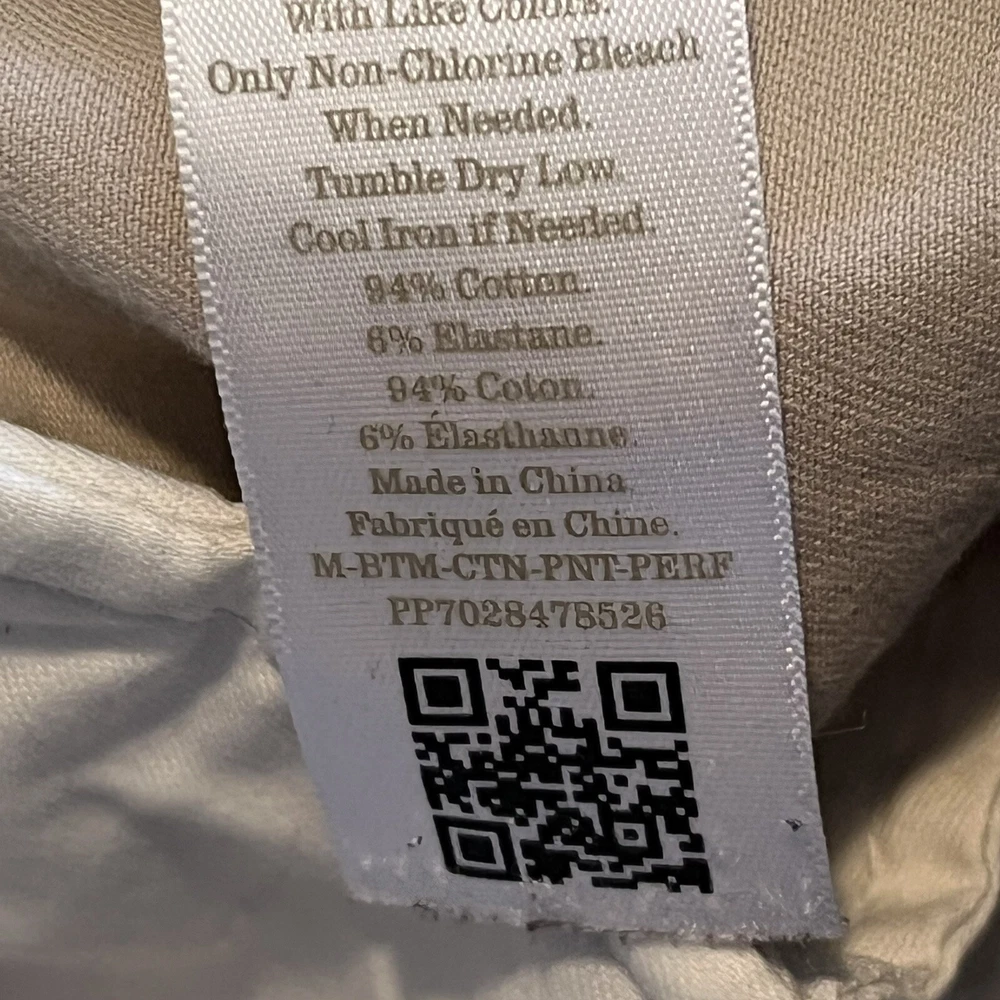 With Like Colors.
Only Non-Chlorine Bleach
When Needed.
Tumble Dry Low
Cool Iron if Needed.
94% Cotton.
6% Elastane.
94% Coton.
6% Élasthanne.
Made in China.
Fabriqué en Chine.
M-BTM-CTN-PNT-PERF
PP7028478526